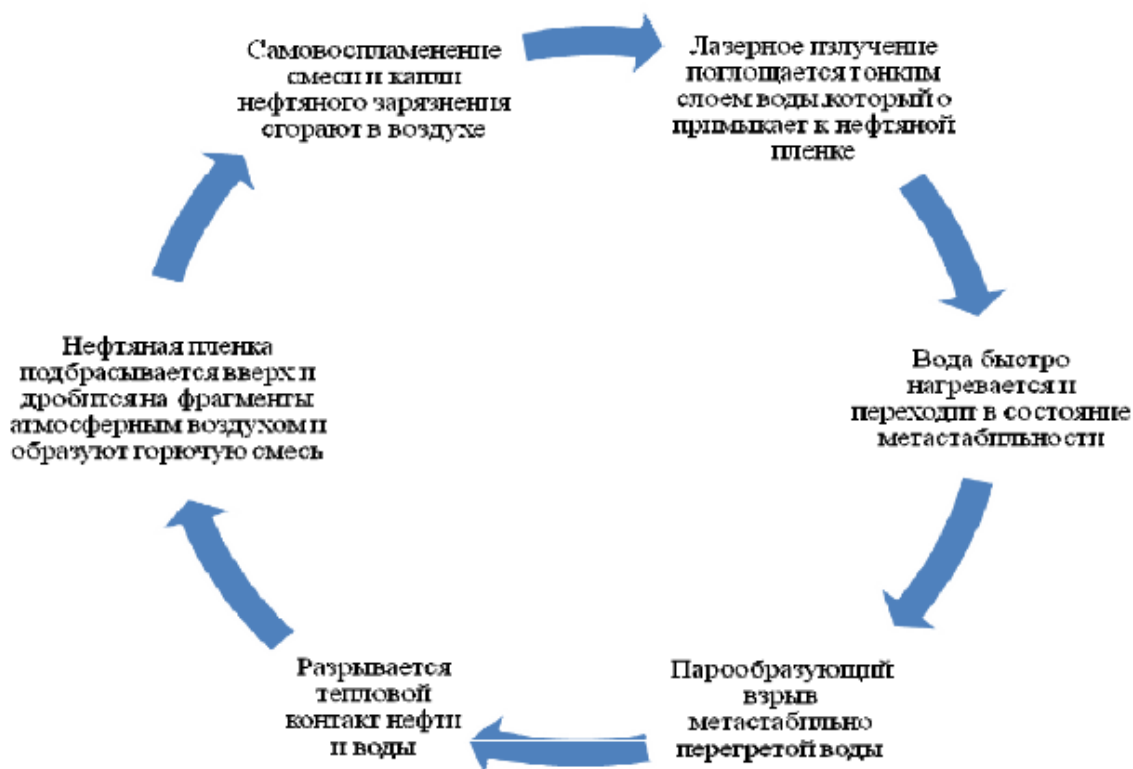 Самовоспламенение
смеси и капли
нефтяного зарязнения
сгорают в воздухе
Лазерное излучение
поглощается тонким
слоем воды,который о
примыкает к нефтяной
пленке
Вода быстро
нагревается и
переходит в состояние
метастабильности
Парообразующий
взрыв
метастабильно
перегретой воды
Разрывается
тепловой
контакт нефти
и воды
Нефтяная пленка
подбрасывается вверх и
дробится на фрагменты
атмосферным воздухом и
образуют горючую смесь